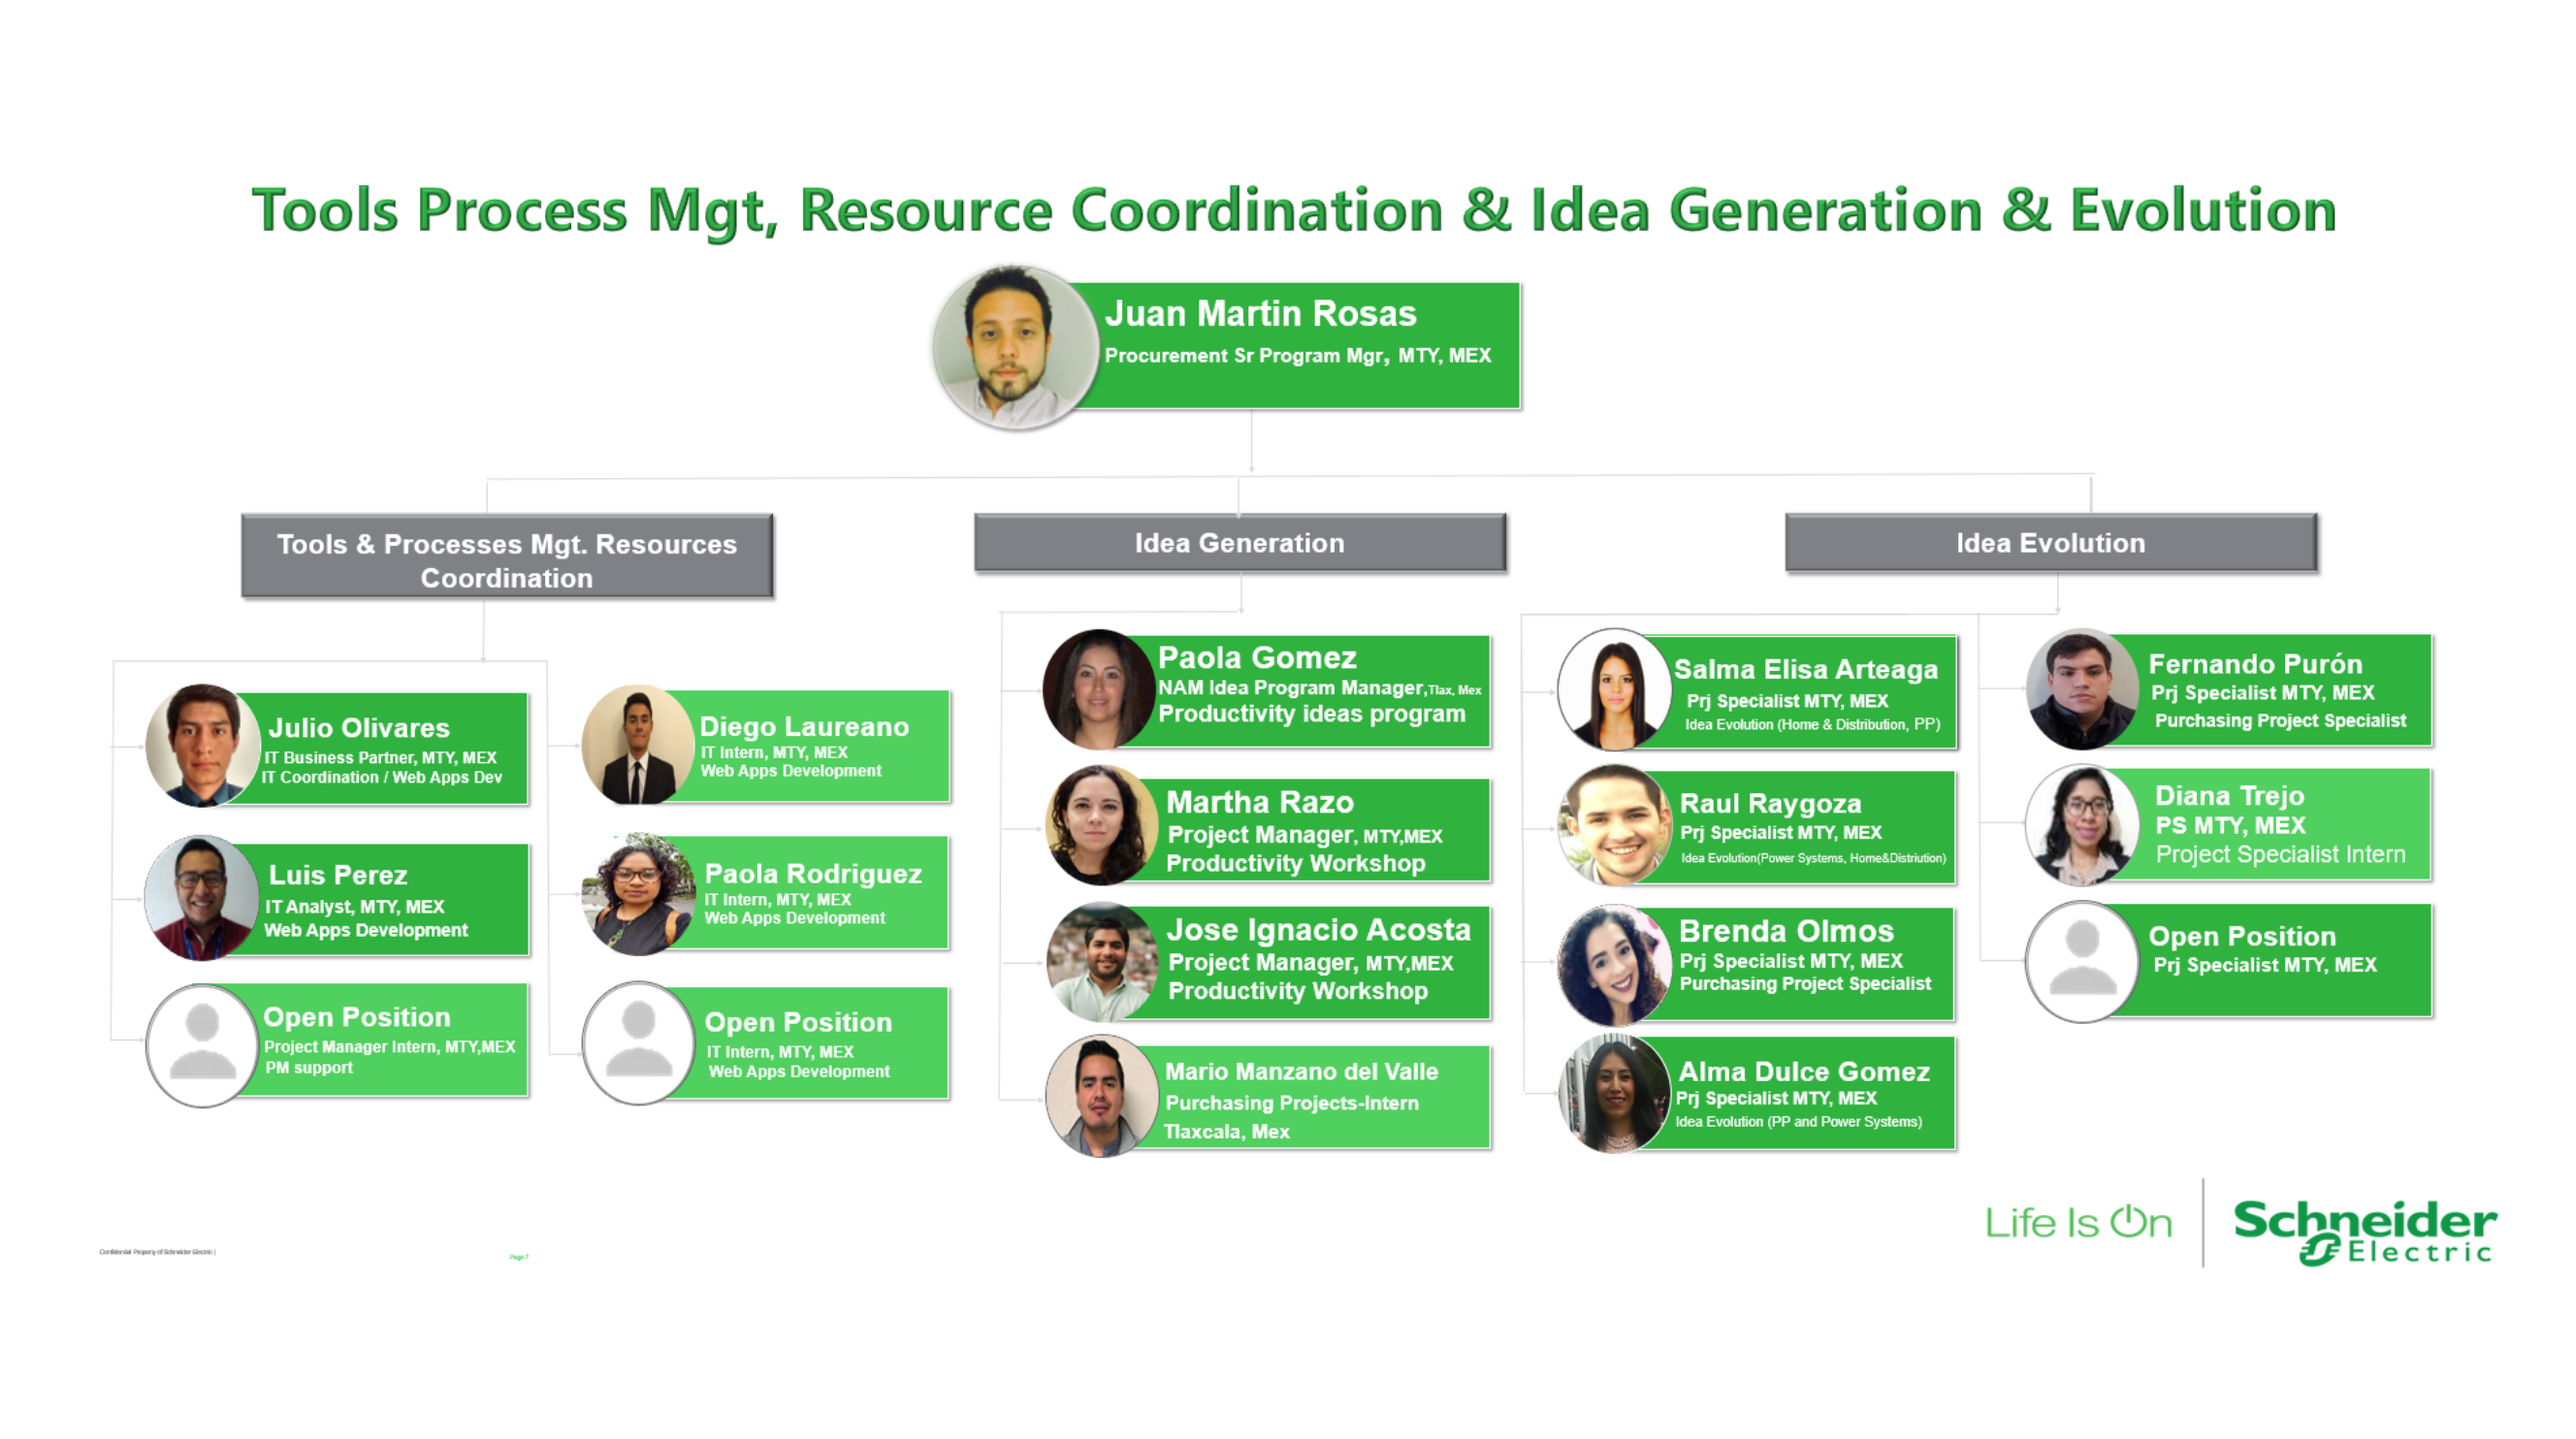 Tools Process Mgt, Resource Coordination & Idea Generation & Evolution
Juan Martin Rosas
Procurement Sr Program Mgr, MTY, MEX
Tools & Processes Mgt. Resources
Coordination
Julio Olivares
IT Business Partner, MTY, MEX
IT Coordination / Web Apps Dev
Luis Perez
IT Analyst, MTY, MEX
Web Apps Development
Open Position
Project Manager Intern, MTY,MEX
PM support
Diego Laureano
IT Intern, MTY, MEX
Web Apps Development
Paola Rodriguez
IT Intern, MTY, MEX
Web Apps Development
Open Position
IT Intern, MTY, MEX
Web Apps Development
Idea Generation
Paola Gomez
NAM Idea Program Manager,Tlax, Mex
Productivity ideas program
Martha Razo
Project Manager, MTY,MEX
Productivity Workshop
Jose Ignacio Acosta
Project Manager, MTY,MEX
Productivity Workshop
Mario Manzano del Valle
Purchasing Projects-Intern
Tlaxcala, Mex
Idea Evolution
Salma Elisa Arteaga
Prj Specialist MTY, MEX
Idea Evolution (Home & Distribution, PP)
Raul Raygoza
Prj Specialist MTY, MEX
Idea Evolution(Power Systems, Home&Distriution)
Brenda Olmos
Prj Specialist MTY, MEX
Purchasing Project Specialist
Alma Dulce Gomez
Prj Specialist MTY, MEX
Idea Evolution (PP and Power Systems)
Fernando Purón
Prj Specialist MTY, MEX
Purchasing Project Specialist
Diana Trejo
PS MTY, MEX
Project Specialist Intern
Open Position
Prj Specialist MTY, MEX
Confidential Property of Schneider Electric |
Page 7
Life Is On
Schneider
Electric